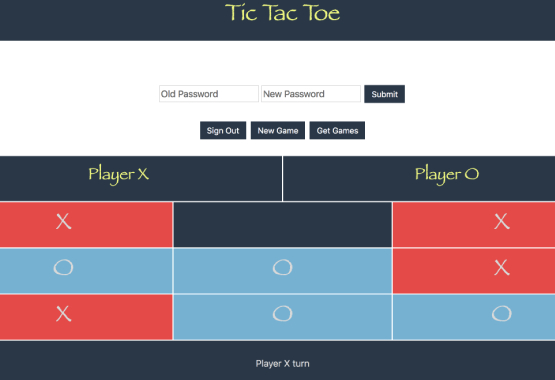 Tic Tac Toe
Old Password New Password Submit
Sign Out New Game Get Games
Player X Player O
X X
O O X
X O O
Player X turn